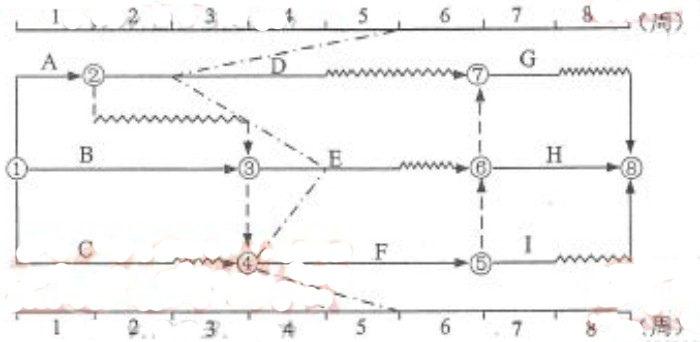 1 2 3 4 5 6 7 8 (周)
A ② D ⑦ G
① B ③ E ⑥ H ⑧
C ④ F ⑤ I
1 2 3 4 5 6 7 8 (周)